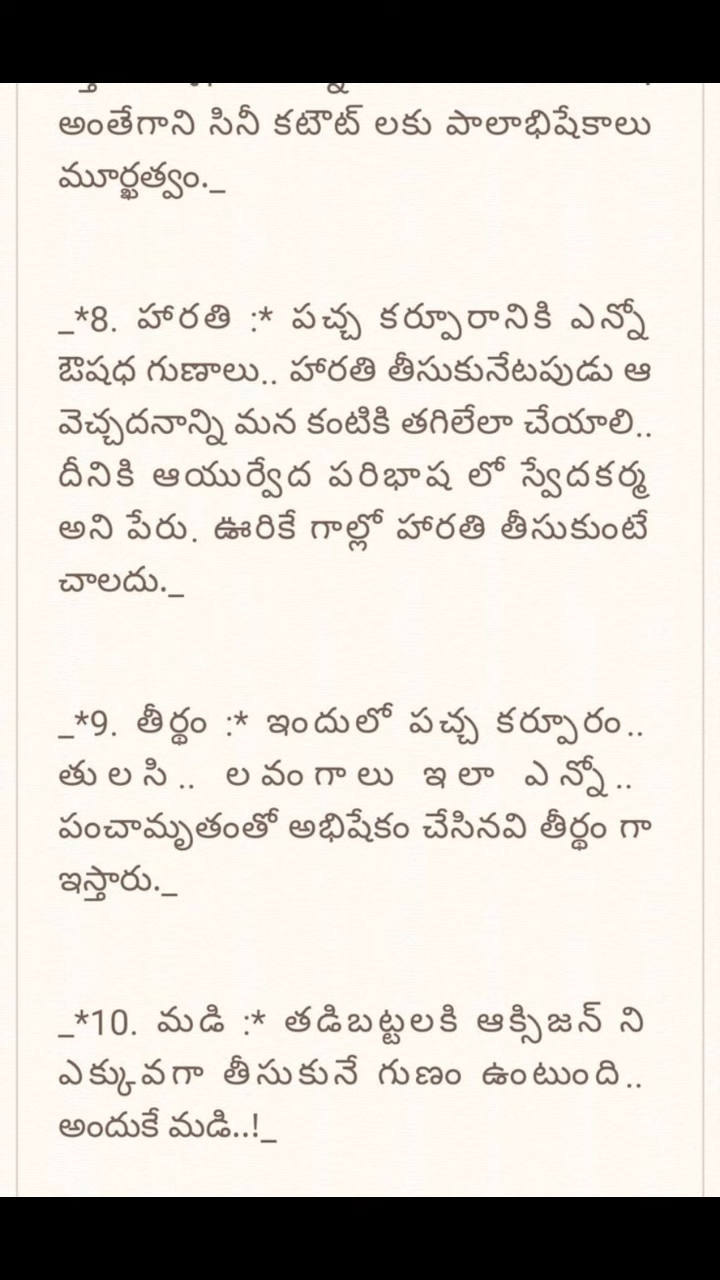 అంతేగాని సినీ కటౌట్ లకు పాలాభిషేకాలు
మూర్ఖత్వం._
_*8. హారతి :* పచ్చ కర్పూరానికి ఎన్నో
ఔషధ గుణాలు.. హారతి తీసుకునేటపుడు ఆ
వెచ్చదనాన్ని మన కంటికి తగిలేలా చేయాలి..
దీనికి ఆయుర్వేద పరిభాష లో స్వేదకర్మ
అని పేరు. ఊరికే గాల్లో హారతి తీసుకుంటే
చాలదు._
_*9. తీర్థం :* ఇందులో పచ్చ కర్పూరం..
తులసి.. లవంగాలు ఇలా ఎన్నో..
పంచామృతంతో అభిషేకం చేసినవి తీర్థం గా
ఇస్తారు._
_*10. మడి :* తడిబట్టలకి ఆక్సిజన్ ని
ఎక్కువగా తీసుకునే గుణం ఉంటుంది..
అందుకే మడి..!_